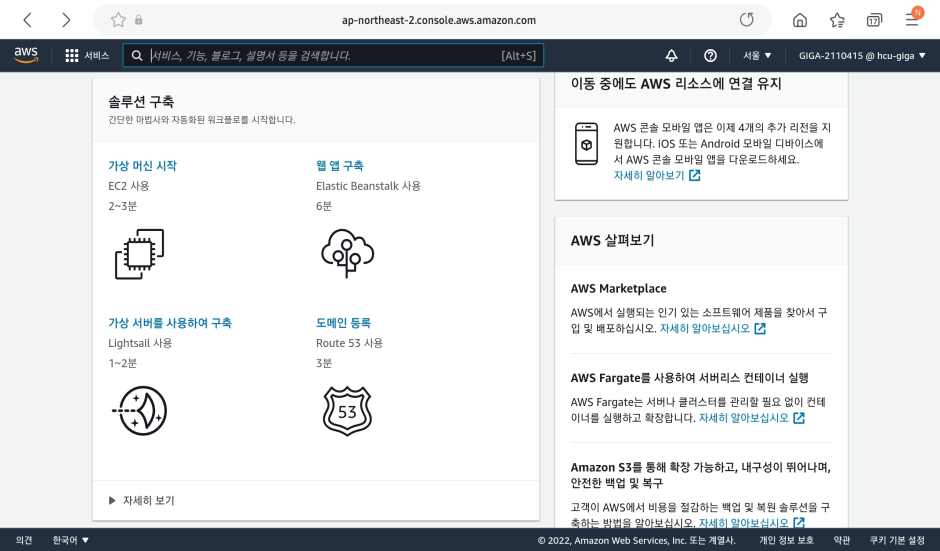 ap-northeast-2.console.aws.amazon.com
17
N
aws
서비스
서비스, 기능, 블로그, 설명서 등을 검색합니다.
[Alt+S]
서울 ▼
GIGA-2110415 @ hcu-giga ▼
솔루션 구축
간단한 마법사와 자동화된 워크플로를 시작합니다.
가상 머신 시작
EC2 사용
2~3분
웹 앱 구축
Elastic Beanstalk 사용
6분
가상 서버를 사용하여 구축
Lightsail 사용
1~2분
도메인 등록
Route 53 사용
3분
53
▶ 자세히 보기
이동 중에도 AWS 리소스에 연결 유지
AWS 콘솔 모바일 앱은 이제 4개의 추가 리전을 지
원합니다. iOS 또는 Android 모바일 디바이스에
서 AWS 콘솔 모바일 앱을 다운로드하세요.
자세히 알아보기
AWS 살펴보기
AWS Marketplace
AWS에서 실행되는 인기 있는 소프트웨어 제품을 찾아서 구
입 및 배포하십시오. 자세히 알아보십시오
AWS Fargate를 사용하여 서버리스 컨테이너 실행
AWS Fargate는 서버나 클러스터를 관리할 필요 없이 컨테
이너를 실행하고 확장합니다. 자세히 알아보십시오
Amazon S3를 통해 확장 가능하고, 내구성이 뛰어나며,
안전한 백업 및 복구
고객이 AWS에서 비용을 절감하는 백업 및 복원 솔루션을 구
축하는 방법을 알아보십시오. 자세히 알아보십시오
의견
한국어 ▼
© 2022, Amazon Web Services, Inc. 또는 계열사.
개인 정보 보호
약관
쿠키 기본 설정